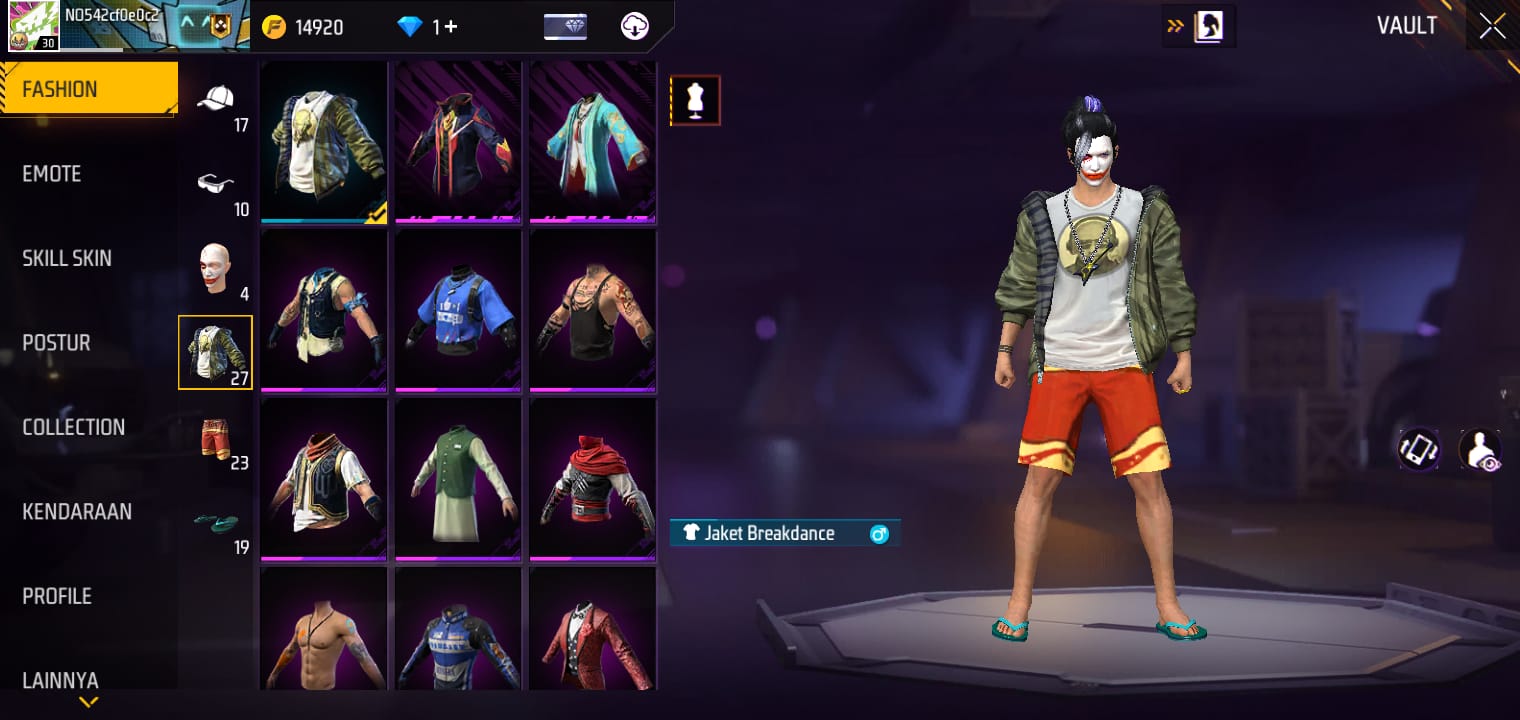 N0542cf0e0c2
30
14920
1+
VAULT
FASHION
17
EMOTE
10
SKILL SKIN
4
POSTUR
27
COLLECTION
23
KENDARAAN
19
Jaket Breakdance
PROFILE
LAINNYA